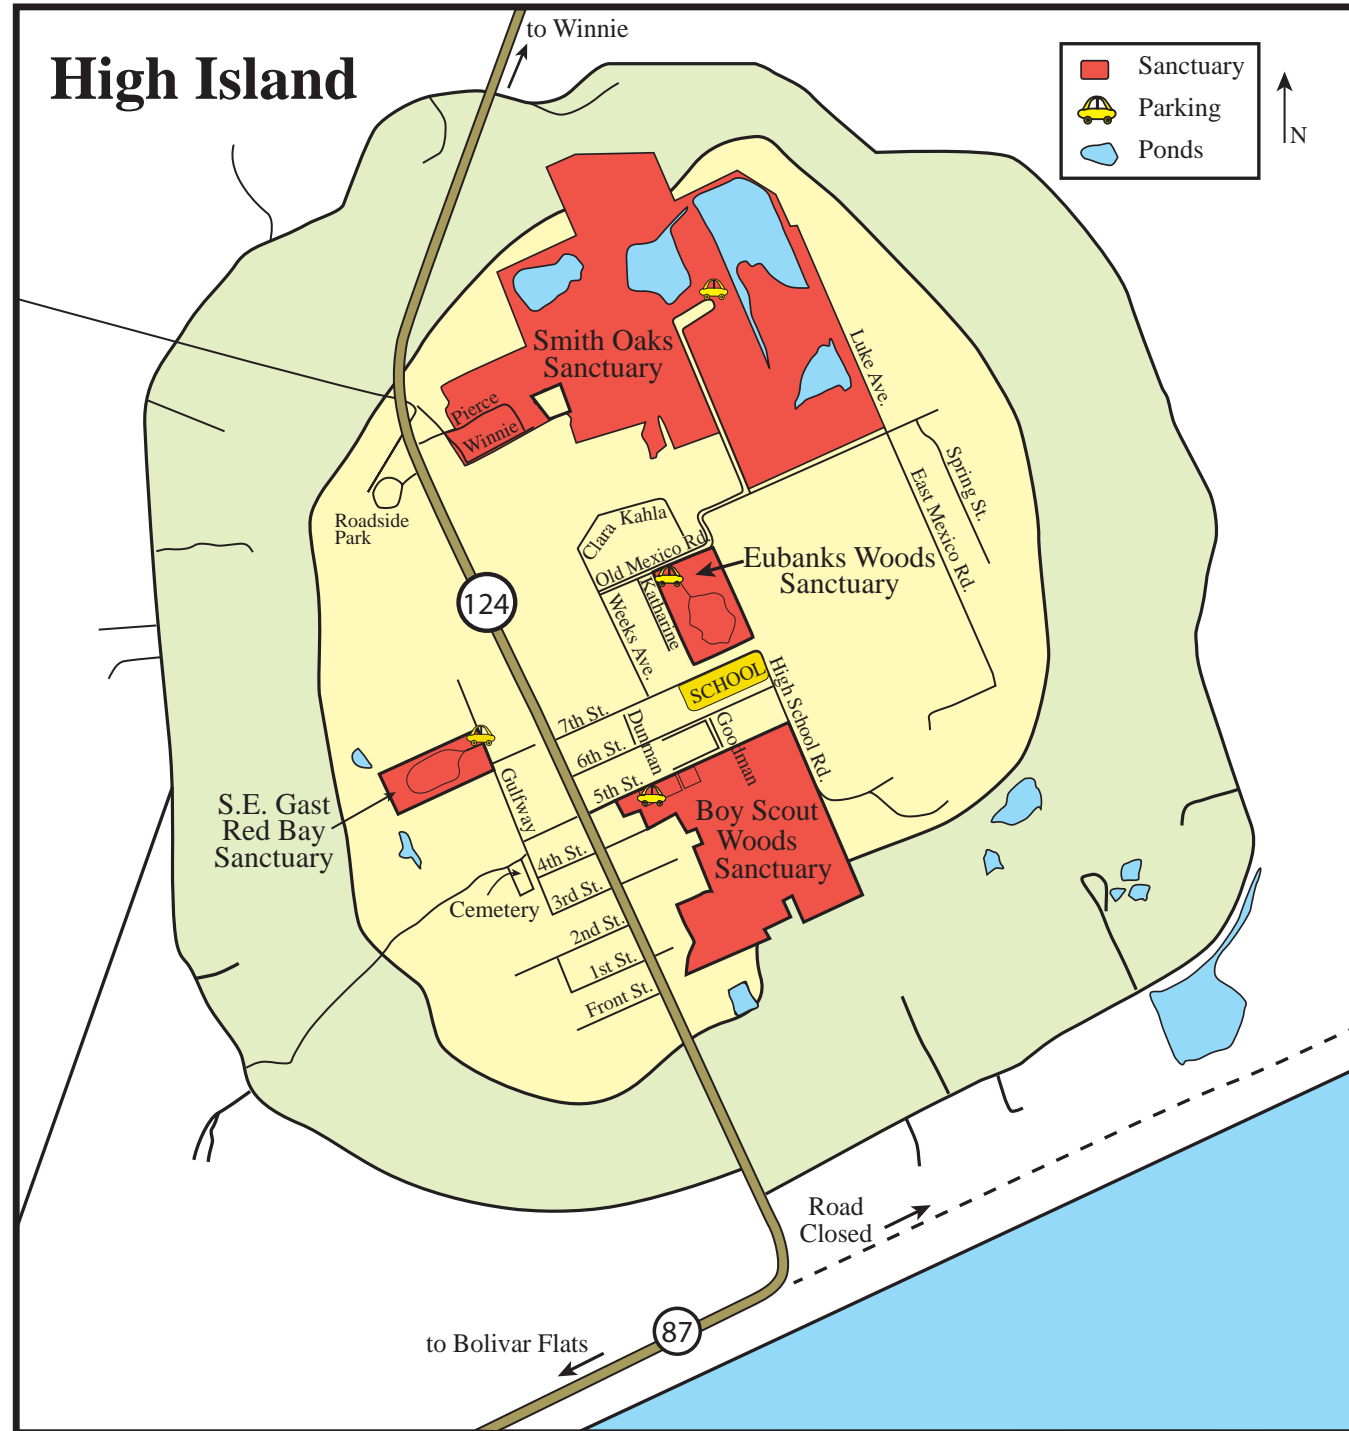 High Island
to Winnie
Sanctuary
Parking
Ponds
N
Smith Oaks
Sanctuary
Luke Ave.
Pierce
Winnie
Roadside
Park
Spring St.
East Mexico Rd.
Clara
Kahla
Old Mexico Rd.
Eubanks Woods
Sanctuary
124
Katharine
Weeks Ave.
SCHOOL
High School Rd.
7th St.
Dunman
Goodman
6th St.
5th St.
Gulfway
S.E. Gast
Red Bay
Sanctuary
Boy Scout
Woods
Sanctuary
4th St.
Cemetery
3rd St.
2nd St.
1st St.
Front St.
Road
Closed
87
to Bolivar Flats